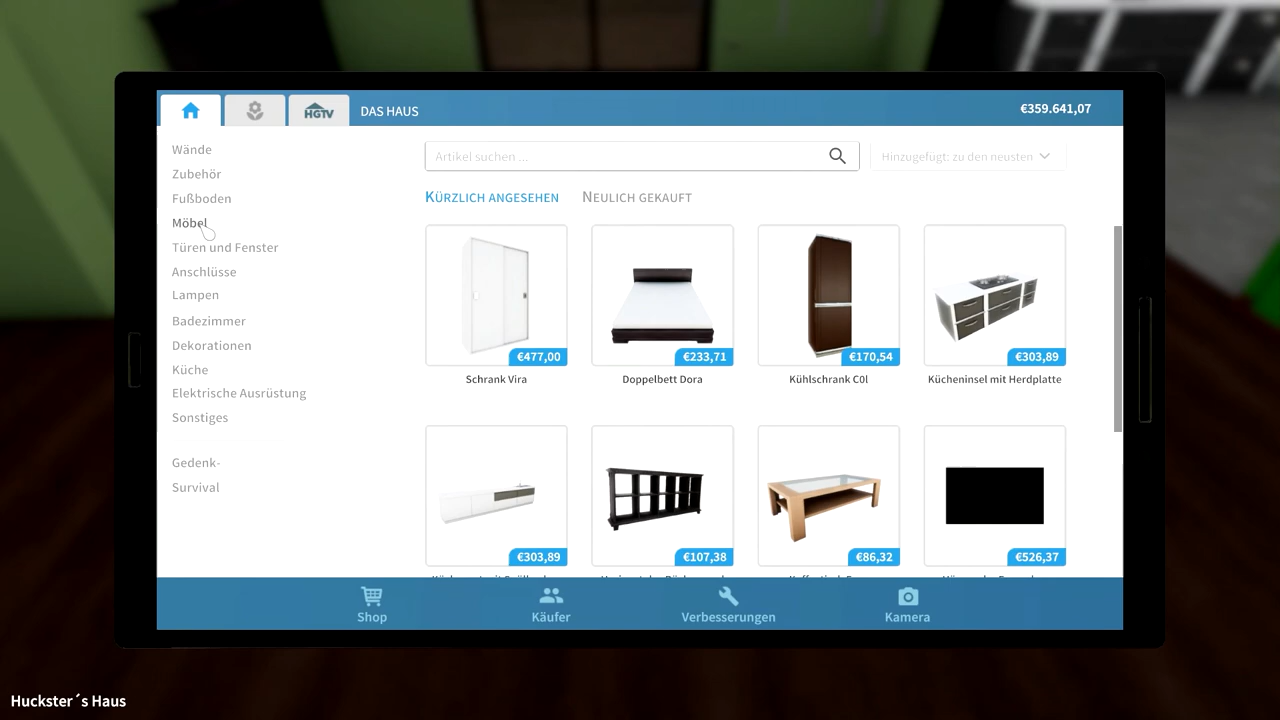 HGTV
DAS HAUS
€359.641,07
Wände
Zubehör
Fußboden
Möbel
Türen und Fenster
Anschlüsse
Lampen
Badezimmer
Dekorationen
Küche
Elektrische Ausrüstung
Sonstiges
Gedenk-
Survival
Artikel suchen ...
Hinzugefügt: zu den neusten
KÜRZLICH ANGESEHEN
NEULICH GEKAUFT
€477,00
€233,71
€170,54
€303,89
Schrank Vira
Doppelbett Dora
Kühlschrank C0l
Kücheninsel mit Herdplatte
€303,89
€107,38
€86,32
€526,37
Shop
Käufer
Verbesserungen
Kamera
Huckster´s Haus